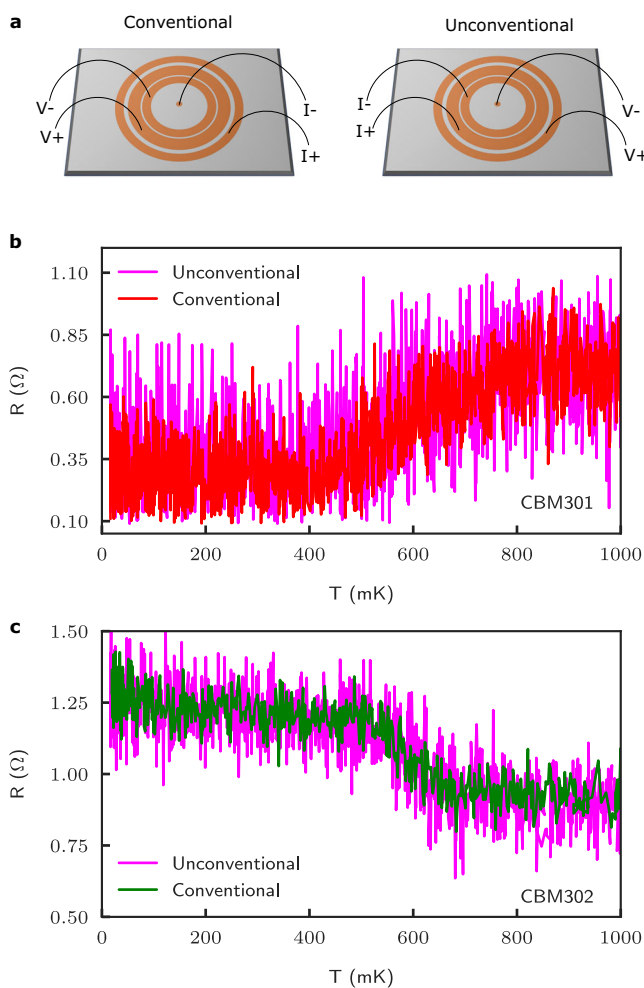 a
Conventional
Unconventional
V-
V+
I-
I+
I-
I+
V-
V+
b
1.10
0.85
0.60
0.35
0.10
R (Ω)
Unconventional
Conventional
CBM301
0
200
400
600
800
1000
T (mK)
c
1.50
1.25
1.00
0.75
0.50
R (Ω)
Unconventional
Conventional
CBM302
0
200
400
600
800
1000
T (mK)